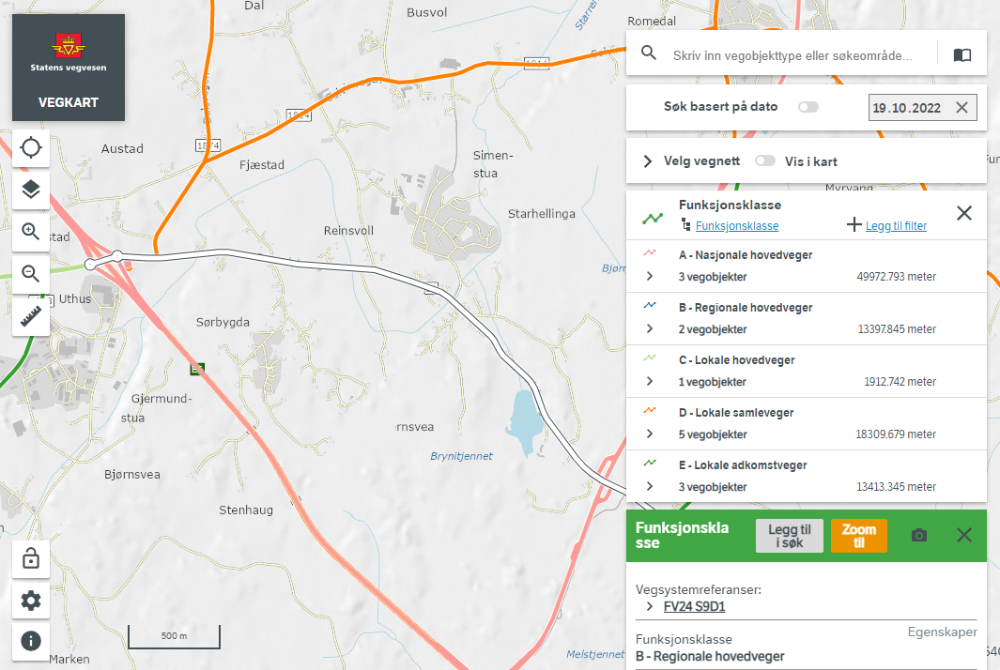 Dal
Busvol
Romedal
Statens vegvesen
VEGKART
Skriv inn vegobjekttype eller søkeområde...
Søk basert på dato
19.10.2022
Velg vegnett
Vis i kart
Myrvang
Austad
Fjæstad
1874
Simen-
stua
Starhellinga
Reinsvoll
Uthus
Sørbygda
Gjermund-
stua
Brynitjennet
Bjørnsvea
Stenhaug
500 m
Marken
Melstjennet
Funksjonsklasse
Funksjonsklasse
Legg til filter
A - Nasjonale hovedveger
3 vegobjekter
49972.793 meter
B - Regionale hovedveger
2 vegobjekter
13397.845 meter
C - Lokale hovedveger
1 vegobjekter
1912.742 meter
D - Lokale samleveger
5 vegobjekter
18309.679 meter
E - Lokale adkomstveger
3 vegobjekter
13413.345 meter
Funksjonskla
sse
Legg til
i søk
Zoom
til
Vegsystemreferanser:
FV24 S9D1
Egenskaper
Funksjonsklasse
B - Regionale hovedveger